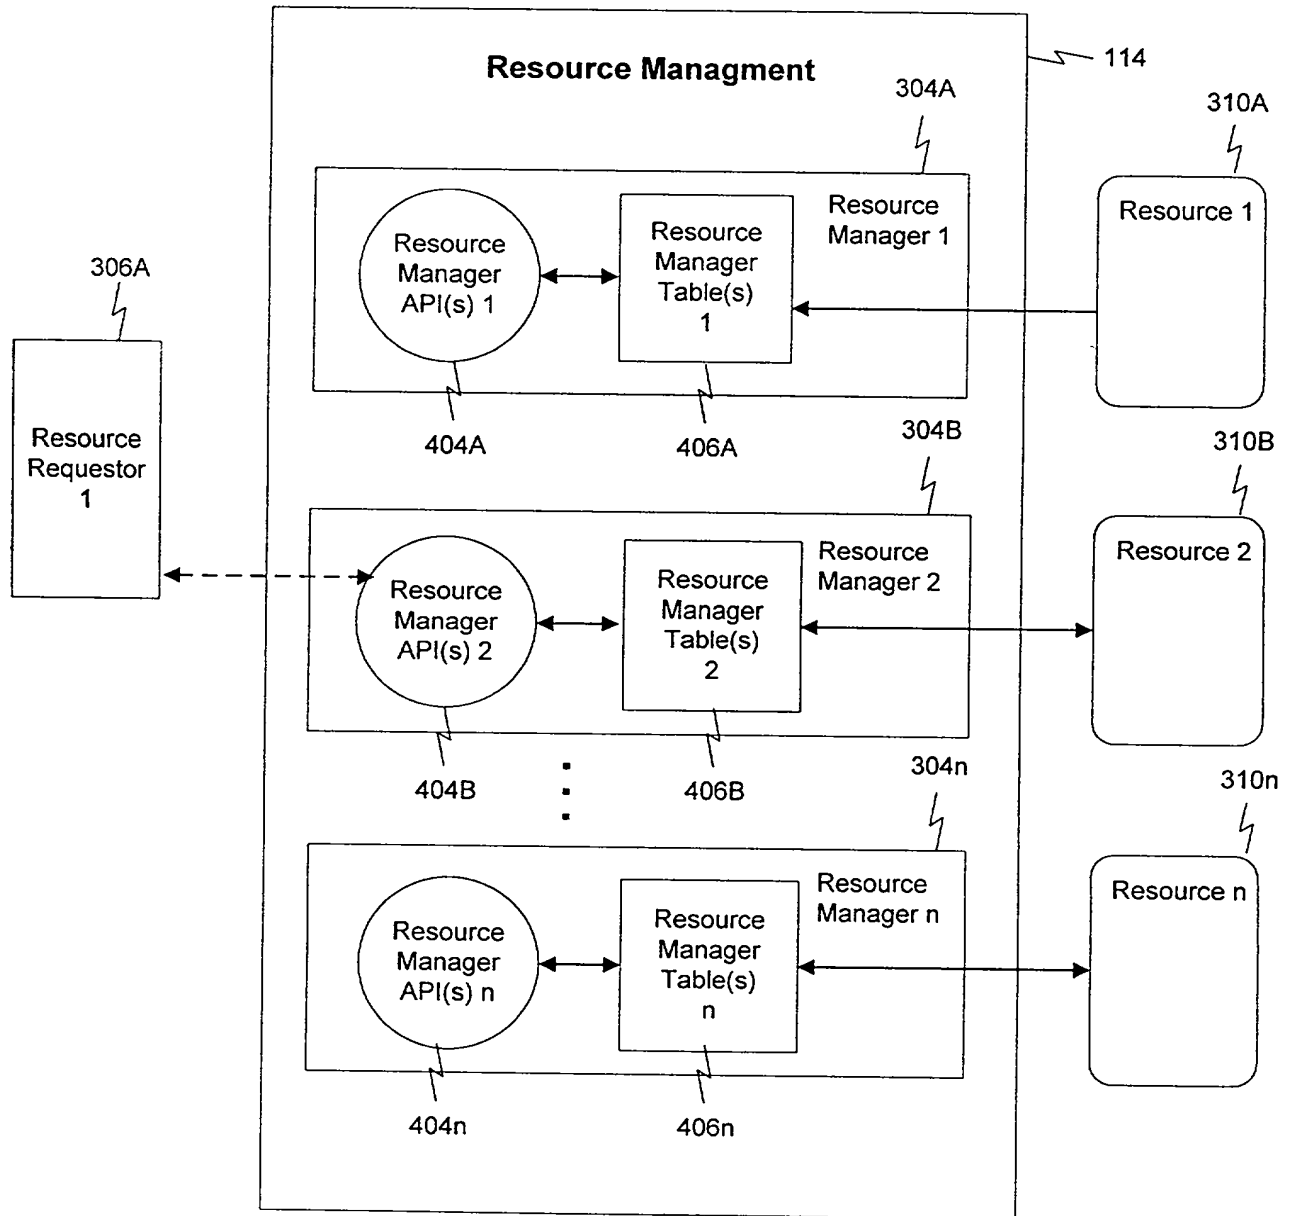 Resource Managment
114
304A
310A
Resource
Manager 1
Resource 1
Resource
Manager
API(s) 1
Resource
Manager
Table(s)
1
306A
Resource
Requestor
1
404A
406A
304B
310B
Resource
Manager 2
Resource 2
Resource
Manager
API(s) 2
Resource
Manager
Table(s)
2
404B
406B
304n
310n
Resource
Manager n
Resource n
Resource
Manager
API(s) n
Resource
Manager
Table(s)
n
404n
406n